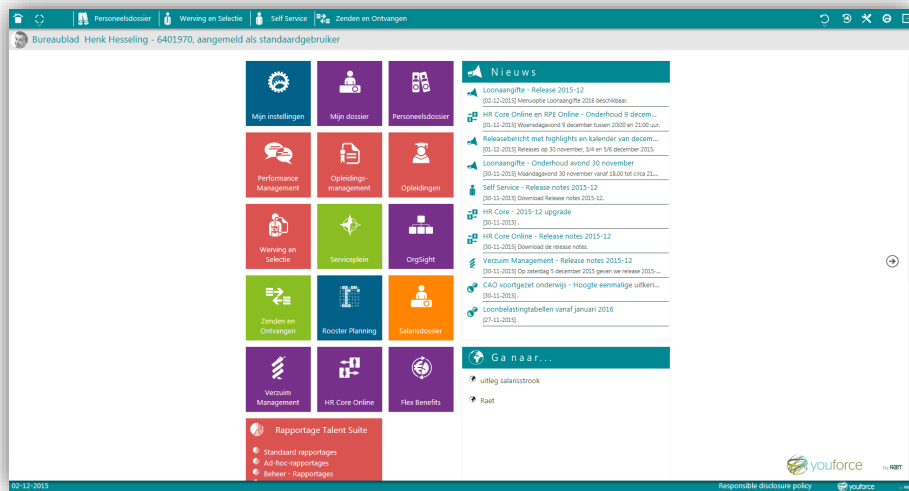 Personeelsdossier Werving en Selectie Self Service Zenden en Ontvangen
Bureaublad Henk Hesseling - 6401970, aangemeld als standaardgebruiker
Mijn instellingen
Mijn dossier
Personeelsdossier
Performance
Management
Opleidings-
management
Opleidingen
Werving en
Selectie
Serviceplein
OrgSight
Zenden en
Ontvangen
Rooster Planning
Salarisdossier
Verzuim
Management
HR Core Online
Flex Benefits
Rapportage Talent Suite
Standaard rapportages
Ad-hoc-rapportages
Beheer - Rapportages
Nieuws
Loonaangifte - Release 2015-12
[02-12-2015] Menuoptie Loonaangifte 2016 beschikbaar.
HR Core Online en RPE Online - Onderhoud 9 decem...
[01-12-2015] Woensdagavond 9 december tussen 20:00 en 21:00 uur.
Releasebericht met highlights en kalender van decem...
[01-12-2015] Releases op 30 november, 3/4 en 5/6 december 2015.
Loonaangifte - Onderhoud avond 30 november
[30-11-2015] Maandagavond 30 november vanaf 18.00 tot circa 21....
Self Service - Release notes 2015-12
[30-11-2015] Download Release notes 2015-12.
HR Core - 2015-12 upgrade
[30-11-2015] .
HR Core Online - Release notes 2015-12
[30-11-2015] Download de release notes.
Verzuim Management - Release notes 2015-12
[30-11-2015] Op zaterdag 5 december 2015 geven we release 2015-...
CAO voortgezet onderwijs - Hoogte eenmalige uitkeri...
[30-11-2015] .
Loonbelastingtabellen vanaf januari 2016
[27-11-2015] .
Ga naar...
uitleg salarisstrook
Raet
youforce by RAET
02-12-2015 Responsible disclosure policy youforce